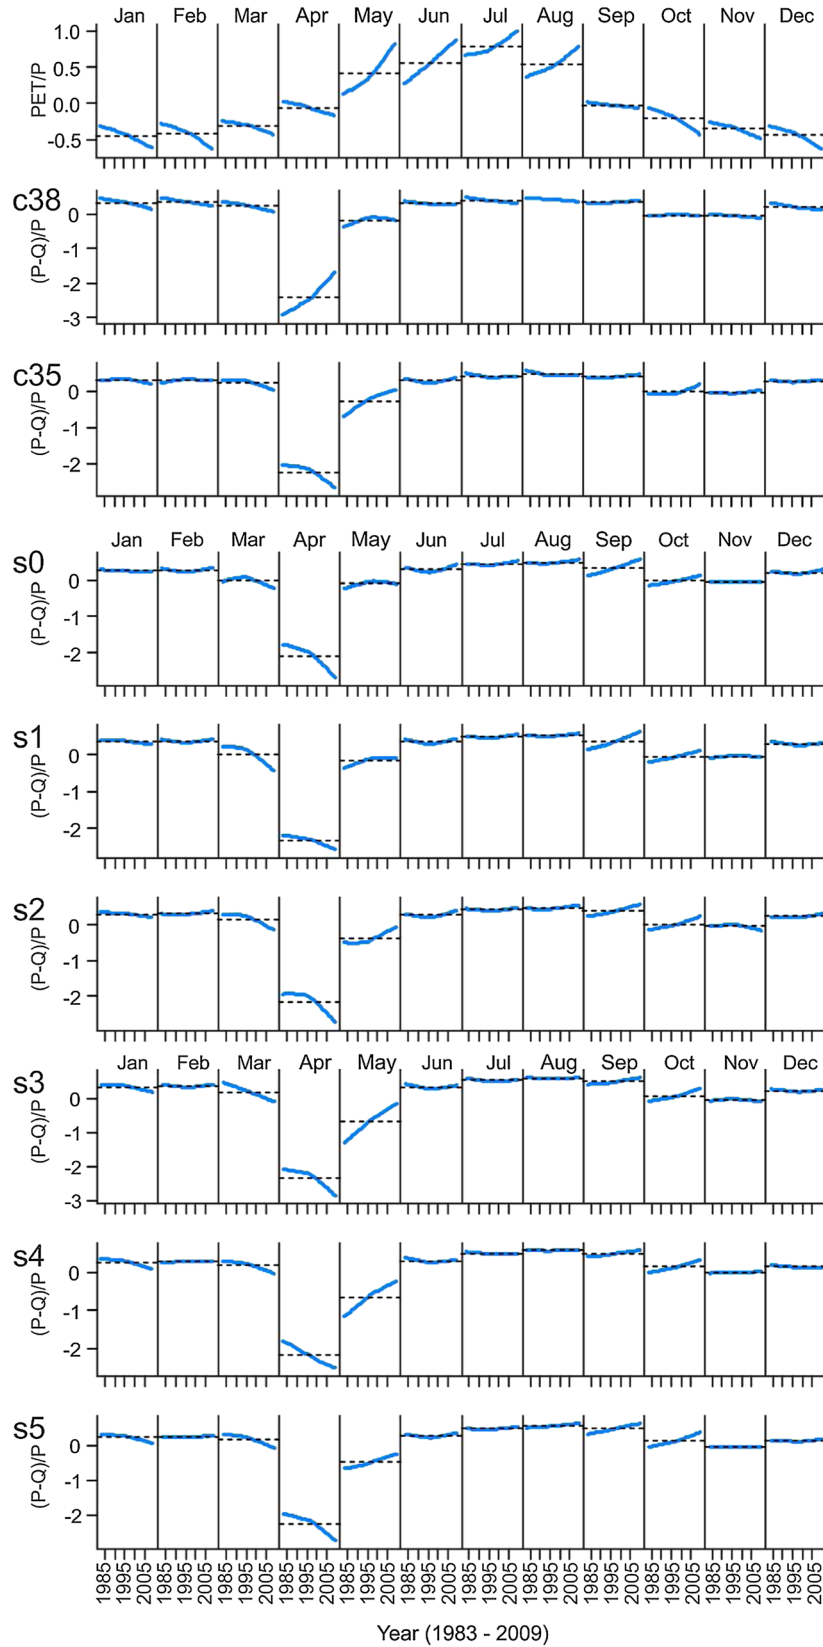 Jan Feb Mar Apr May Jun Jul Aug Sep Oct Nov Dec
PET/P
1.0
0.5
0.0
-0.5
c38
(P-Q)/P
0
-1
-2
-3
c35
(P-Q)/P
0
-1
-2
Jan Feb Mar Apr May Jun Jul Aug Sep Oct Nov Dec
s0
(P-Q)/P
0
-1
-2
s1
(P-Q)/P
0
-1
-2
s2
(P-Q)/P
0
-1
-2
Jan Feb Mar Apr May Jun Jul Aug Sep Oct Nov Dec
s3
(P-Q)/P
0
-1
-2
-3
s4
(P-Q)/P
0
-1
-2
s5
(P-Q)/P
0
-1
-2
1985 1995 2005 1985 1995 2005 1985 1995 2005 1985 1995 2005 1985 1995 2005 1985 1995 2005 1985 1995 2005 1985 1995 2005 1985 1995 2005 1985 1995 2005 1985 1995 2005 1985 1995 2005
Year (1983 - 2009)